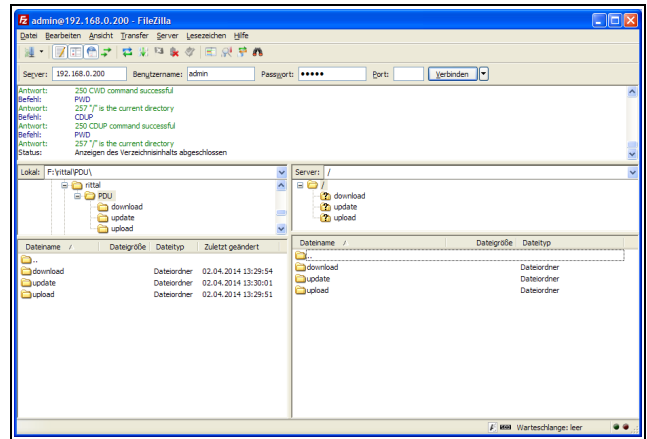 admin@192.168.0.200 - FileZilla
Datei Bearbeiten Ansicht Transfer Server Lesezeichen Hilfe
Server: 192.168.0.200 Benutzername: admin Passwort: ••••• Port: Verbinden
Antwort: 250 CWD command successful
Befehl: PWD
Antwort: 257 "/" is the current directory
Befehl: CDUP
Antwort: 250 CDUP command successful
Befehl: PWD
Antwort: 257 "/" is the current directory
Status: Anzeigen des Verzeichnisinhalts abgeschlossen
Lokal: F:\rittal\PDU\
rittal
PDU
download
update
upload
Server: /
/
download
update
upload
Dateiname / Dateigröße Dateityp Zuletzt geändert
..
download Dateiordner 02.04.2014 13:29:54
update Dateiordner 02.04.2014 13:30:01
upload Dateiordner 02.04.2014 13:29:51
Dateiname / Dateigröße Dateityp
..
download Dateiordner
update Dateiordner
upload Dateiordner
Warteschlange: leer